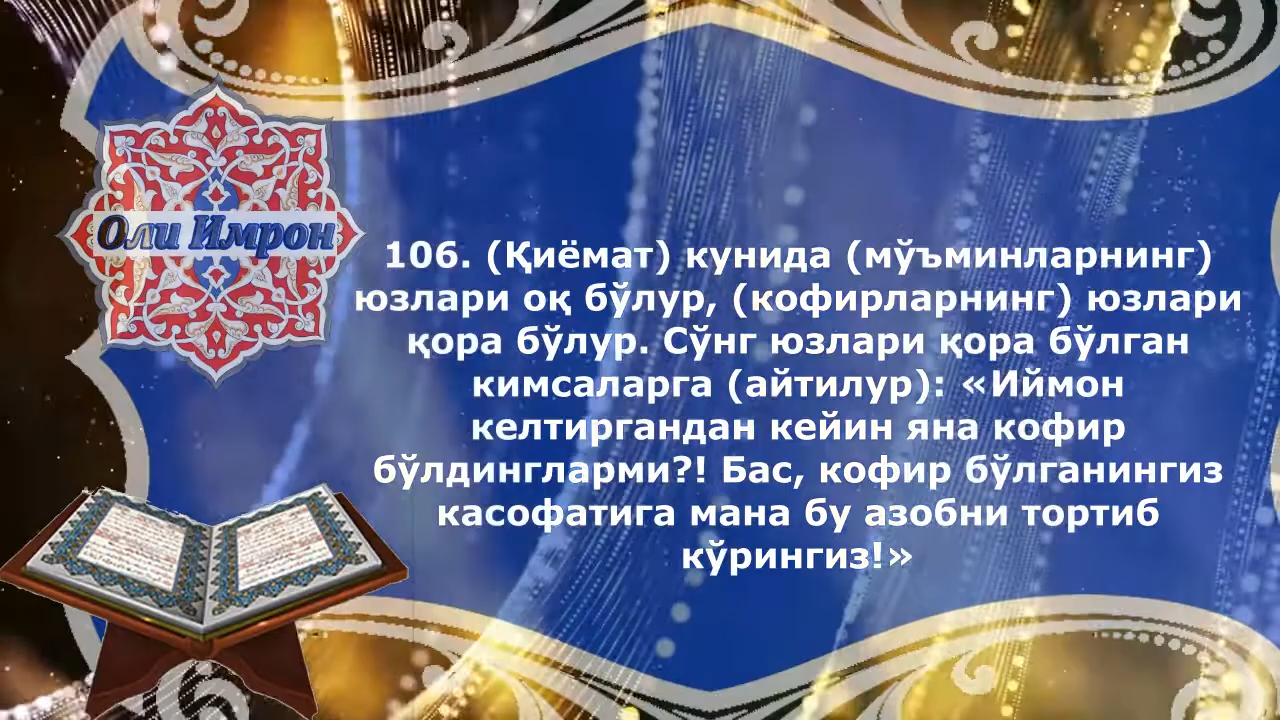 Оли Имрон
106. (Қиёмат) кунида (мўъминларнинг)
юзлари оқ бўлур, (кофирларнинг) юзлари
қора бўлур. Сўнг юзлари қора бўлган
кимсаларга (айтилур): «Иймон
келтиргандан кейин яна кофир
бўлдингларми?! Бас, кофир бўлганингиз
касофатига мана бу азобни тортиб
кўрингиз!»